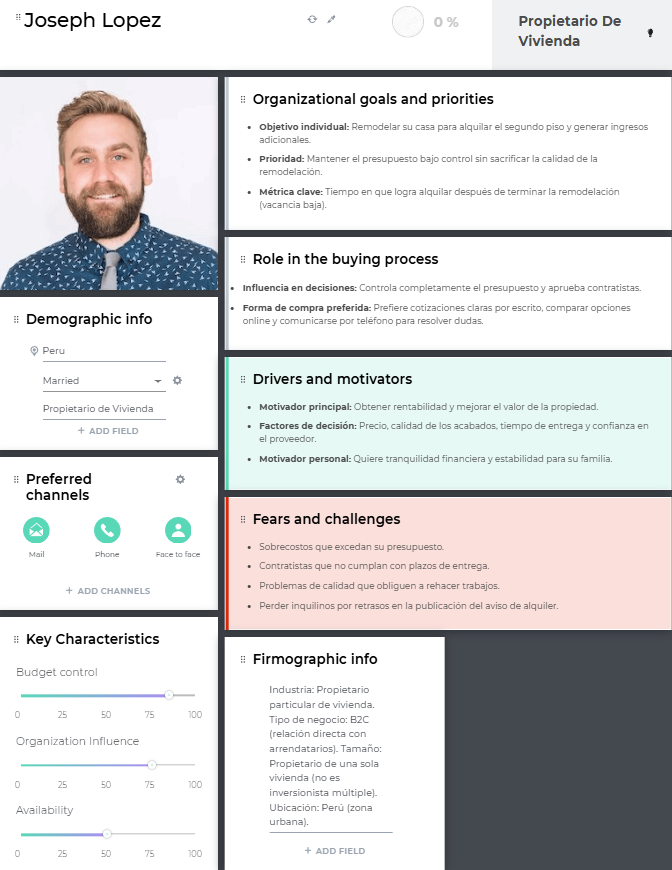 Joseph Lopez
0 %
Propietario De
Vivienda
Organizational goals and priorities
Objetivo individual: Remodelar su casa para alquilar el segundo piso y generar ingresos
adicionales.
Prioridad: Mantener el presupuesto bajo control sin sacrificar la calidad de la
remodelación.
Métrica clave: Tiempo en que logra alquilar después de terminar la remodelación
(vacancia baja).
Role in the buying process
Influencia en decisiones: Controla completamente el presupuesto y aprueba contratistas.
Forma de compra preferida: Prefiere cotizaciones claras por escrito, comparar opciones
online y comunicarse por teléfono para resolver dudas.
Demographic info
Peru
Married
Propietario de Vivienda
+ ADD FIELD
Drivers and motivators
Motivador principal: Obtener rentabilidad y mejorar el valor de la propiedad.
Factores de decisión: Precio, calidad de los acabados, tiempo de entrega y confianza en
el proveedor.
Motivador personal: Quiere tranquilidad financiera y estabilidad para su familia.
Preferred
channels
Mail
Phone
Face to face
+ ADD CHANNELS
Fears and challenges
Sobrecostos que excedan su presupuesto.
Contratistas que no cumplan con plazos de entrega.
Problemas de calidad que obliguen a rehacer trabajos.
Perder inquilinos por retrasos en la publicación del aviso de alquiler.
Key Characteristics
Budget control
0 25 50 75 100
Organization Influence
0 25 50 75 100
Availability
0 25 50 75 100
Firmographic info
Industria: Propietario
particular de vivienda.
Tipo de negocio: B2C
(relación directa con
arrendatarios). Tamaño:
Propietario de una sola
vivienda (no es
inversionista múltiple).
Ubicación: Perú (zona
urbana).
+ ADD FIELD